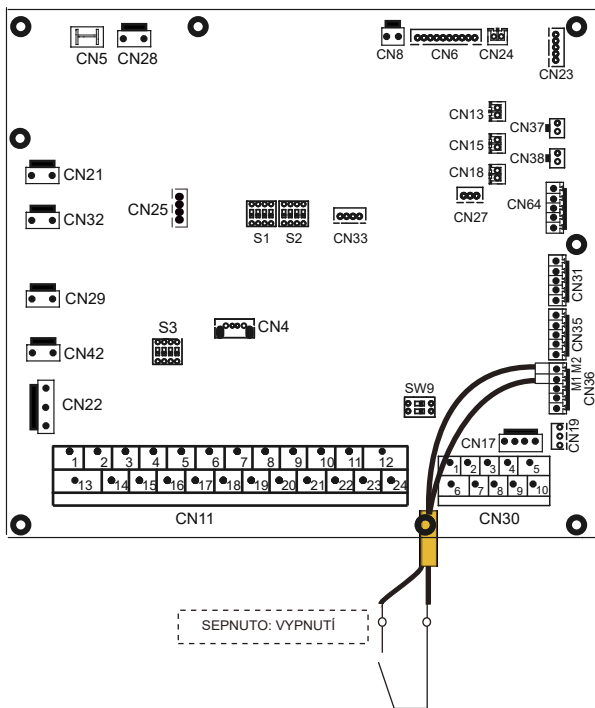 CN5 CN28 CN8 CN6 CN24 CN23
CN13
CN37
CN15
CN38
CN18
CN21
CN25
CN32
CN27
CN64
S1 S2 CN33
CN31
CN29
CN4
S3
CN35
CN42
M1 M2
CN36
SW9
CN22
CN17
CN19
1 2 3 4 5 6 7 8 9 10 11 12
13 14 15 16 17 18 19 20 21 22 23 24
CN11
1 2 3 4 5
6 7 8 9 10
CN30
SEPNUTO: VYPNUTÍ